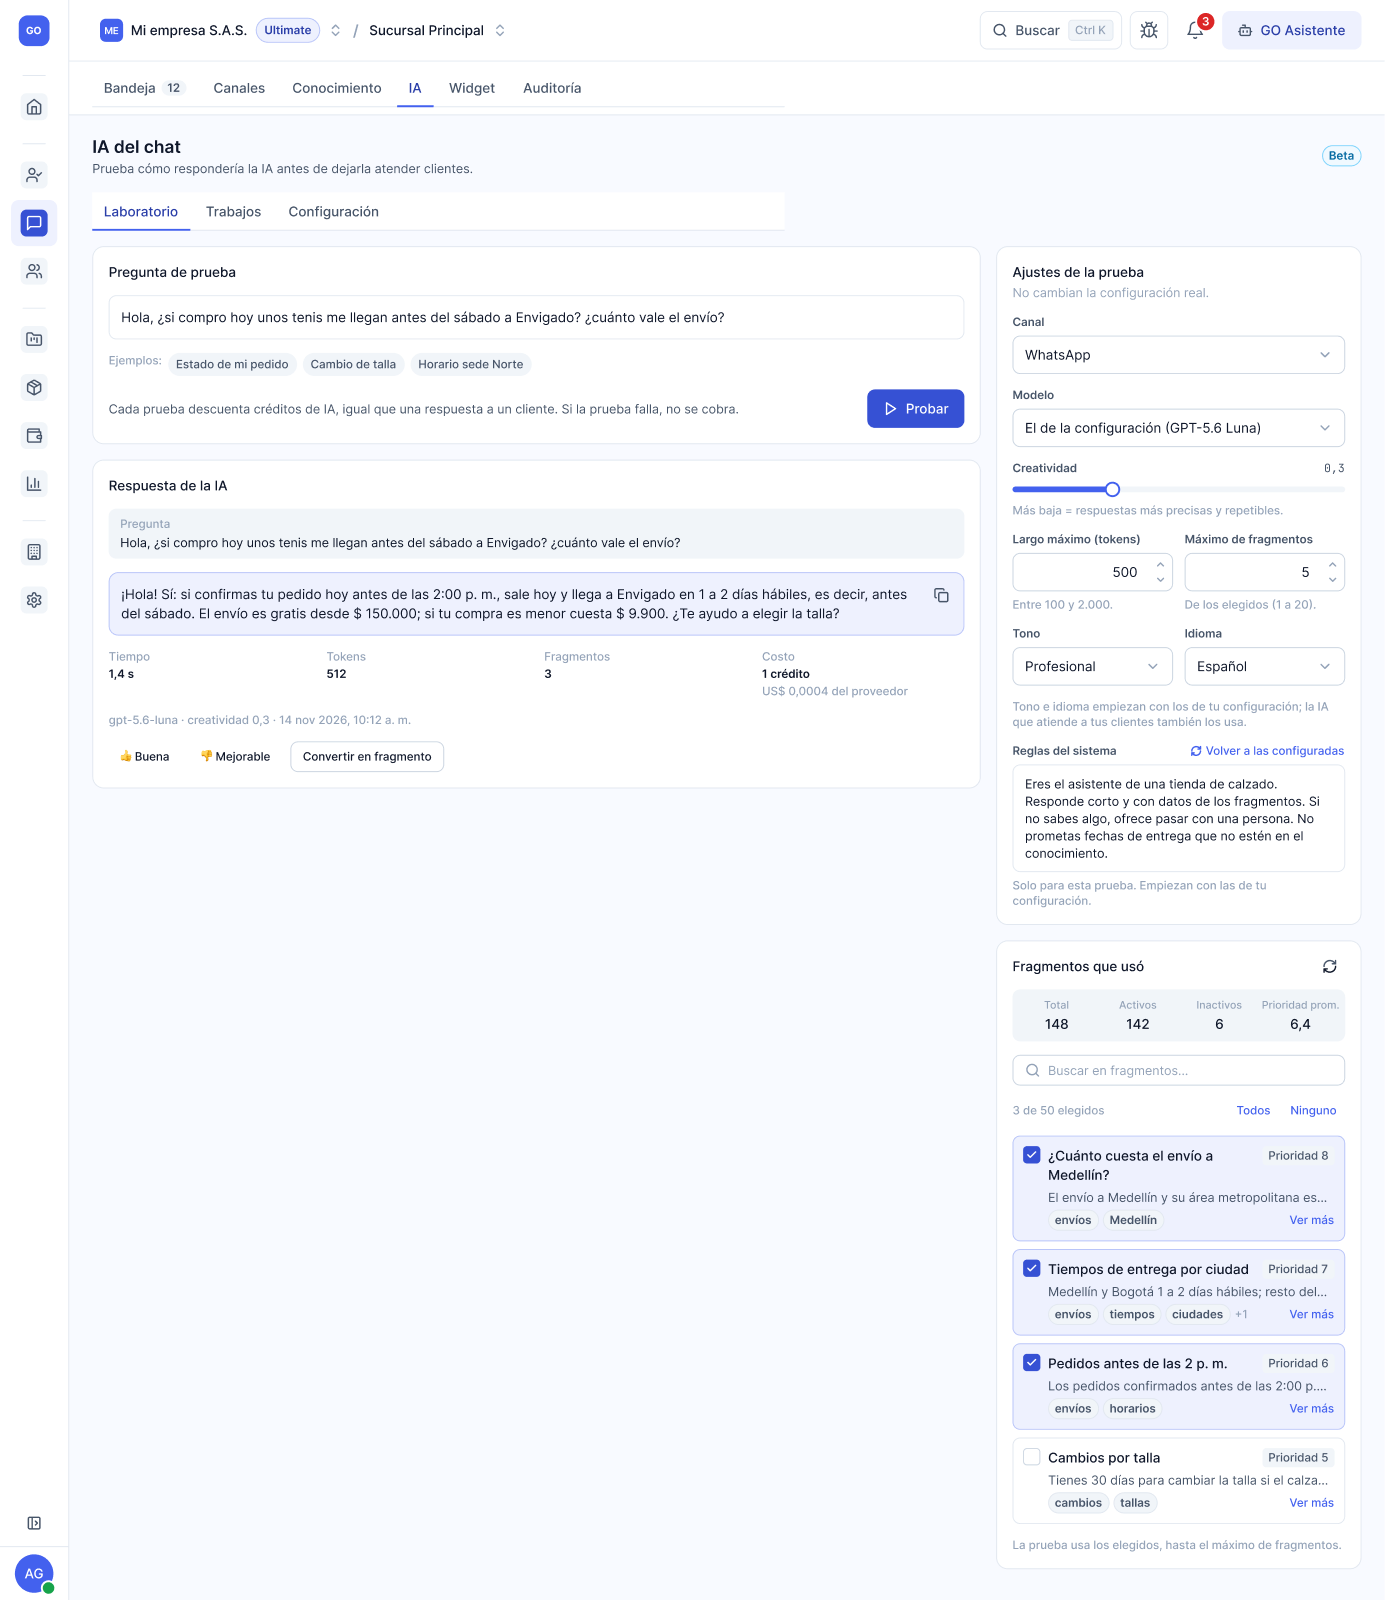 GO
ME Mi empresa S.A.S. Ultimate / Sucursal Principal
Buscar Ctrl K
3
GO Asistente
Bandeja 12 Canales Conocimiento IA Widget Auditoría
IA del chat
Prueba cómo respondería la IA antes de dejarla atender clientes.
Beta
Laboratorio Trabajos Configuración
Pregunta de prueba
Hola, ¿si compro hoy unos tenis me llegan antes del sábado a Envigado? ¿cuánto vale el envío?
Ejemplos: Estado de mi pedido Cambio de talla Horario sede Norte
Cada prueba descuenta créditos de IA, igual que una respuesta a un cliente. Si la prueba falla, no se cobra.
Probar
Respuesta de la IA
Pregunta
Hola, ¿si compro hoy unos tenis me llegan antes del sábado a Envigado? ¿cuánto vale el envío?
¡Hola! Sí: si confirmas tu pedido hoy antes de las 2:00 p. m., sale hoy y llega a Envigado en 1 a 2 días hábiles, es decir, antes
del sábado. El envío es gratis desde $ 150.000; si tu compra es menor cuesta $ 9.900. ¿Te ayudo a elegir la talla?
Tiempo Tokens Fragmentos Costo
1,4 s 512 3 1 crédito
US$ 0,0004 del proveedor
gpt-5.6-luna · creatividad 0,3 · 14 nov 2026, 10:12 a. m.
👍 Buena 👎 Mejorable Convertir en fragmento
Ajustes de la prueba
No cambian la configuración real.
Canal
WhatsApp
Modelo
El de la configuración (GPT-5.6 Luna)
Creatividad 0,3
Más baja = respuestas más precisas y repetibles.
Largo máximo (tokens) Máximo de fragmentos
500 5
Entre 100 y 2.000. De los elegidos (1 a 20).
Tono Idioma
Profesional Español
Tono e idioma empiezan con los de tu configuración; la IA
que atiende a tus clientes también los usa.
Reglas del sistema Volver a las configuradas
Eres el asistente de una tienda de calzado.
Responde corto y con datos de los fragmentos. Si
no sabes algo, ofrece pasar con una persona. No
prometas fechas de entrega que no estén en el
conocimiento.
Solo para esta prueba. Empiezan con las de tu
configuración.
Fragmentos que usó
Total Activos Inactivos Prioridad prom.
148 142 6 6,4
Buscar en fragmentos...
3 de 50 elegidos Todos Ninguno
¿Cuánto cuesta el envío a Prioridad 8
Medellín?
El envío a Medellín y su área metropolitana es...
envíos Medellín Ver más
Tiempos de entrega por ciudad Prioridad 7
Medellín y Bogotá 1 a 2 días hábiles; resto del...
envíos tiempos ciudades +1 Ver más
Pedidos antes de las 2 p. m. Prioridad 6
Los pedidos confirmados antes de las 2:00 p....
envíos horarios Ver más
Cambios por talla Prioridad 5
Tienes 30 días para cambiar la talla si el calza...
cambios tallas Ver más
La prueba usa los elegidos, hasta el máximo de fragmentos.
AG